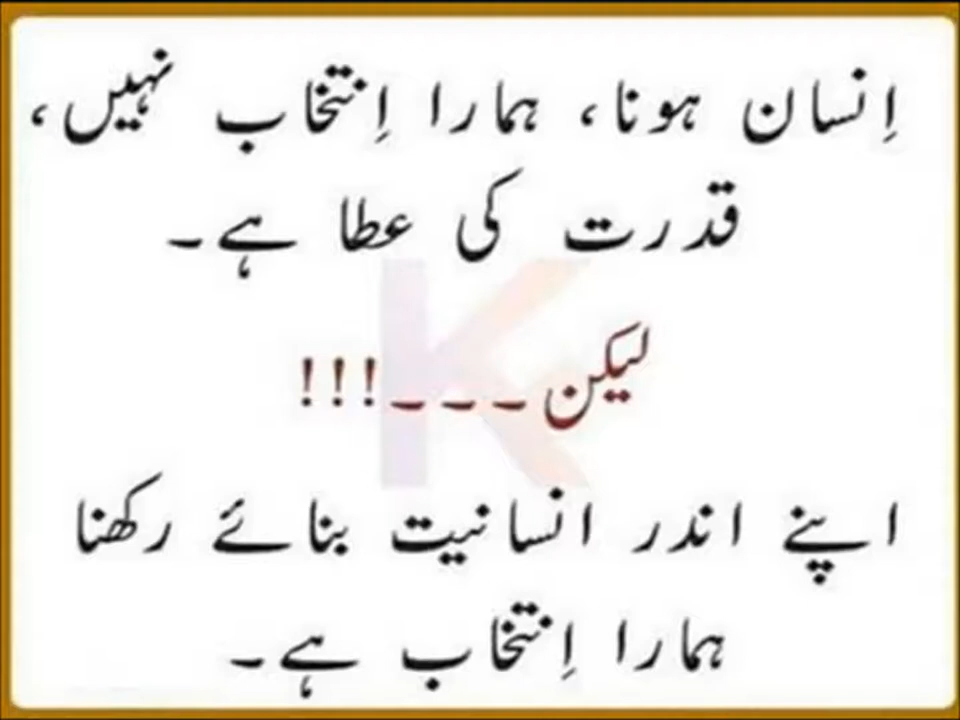 اِنسان ہونا، ہمارا اِنتخاب نہیں،
قدرت کی عطا ہے۔
لیکن۔۔۔!!!
اپنے اندر انسانیت بنائے رکھنا
ہمارا اِنتخاب ہے۔
K